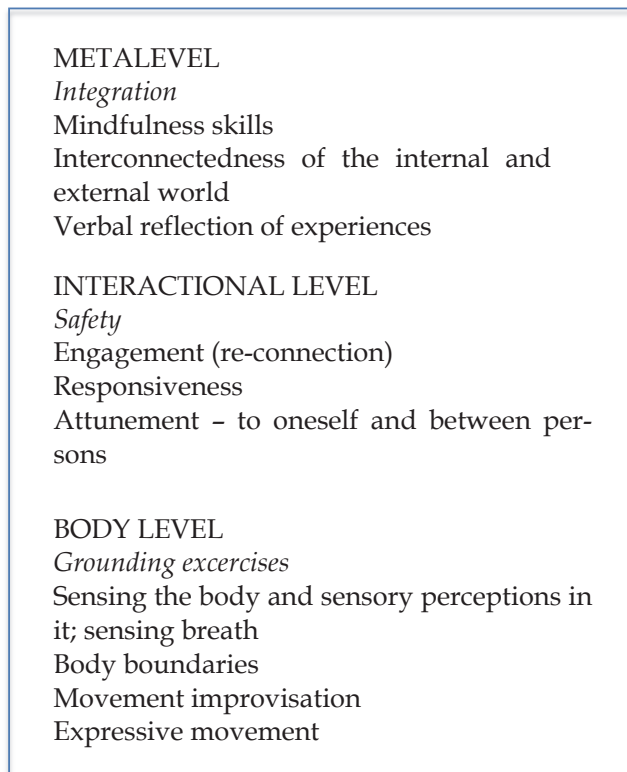 METALEVEL
Integration
Mindfulness skills
Interconnectedness of the internal and
external world
Verbal reflection of experiences
INTERACTIONAL LEVEL
Safety
Engagement (re-connection)
Responsiveness
Attunement – to oneself and between per-
sons
BODY LEVEL
Grounding excercises
Sensing the body and sensory perceptions in
it; sensing breath
Body boundaries
Movement improvisation
Expressive movement